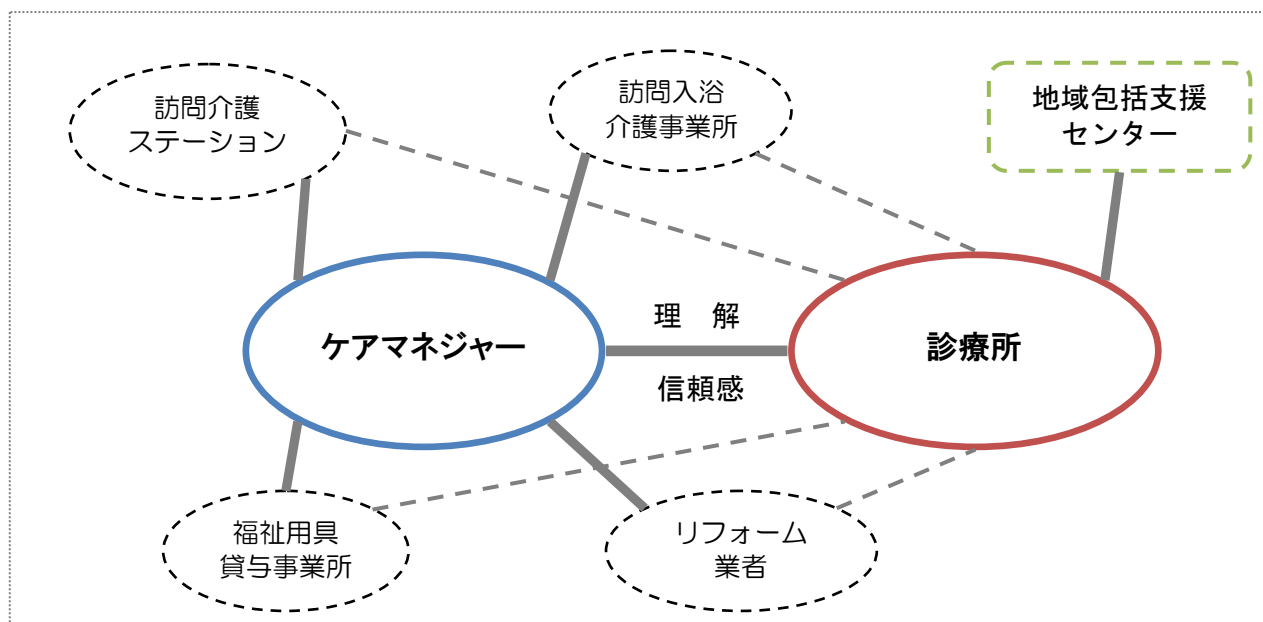 訪問介護
ステーション
訪問入浴
介護事業所
地域包括支援
センター
ケアマネジャー
理　解
信頼感
診療所
福祉用具
貸与事業所
リフォーム
業者